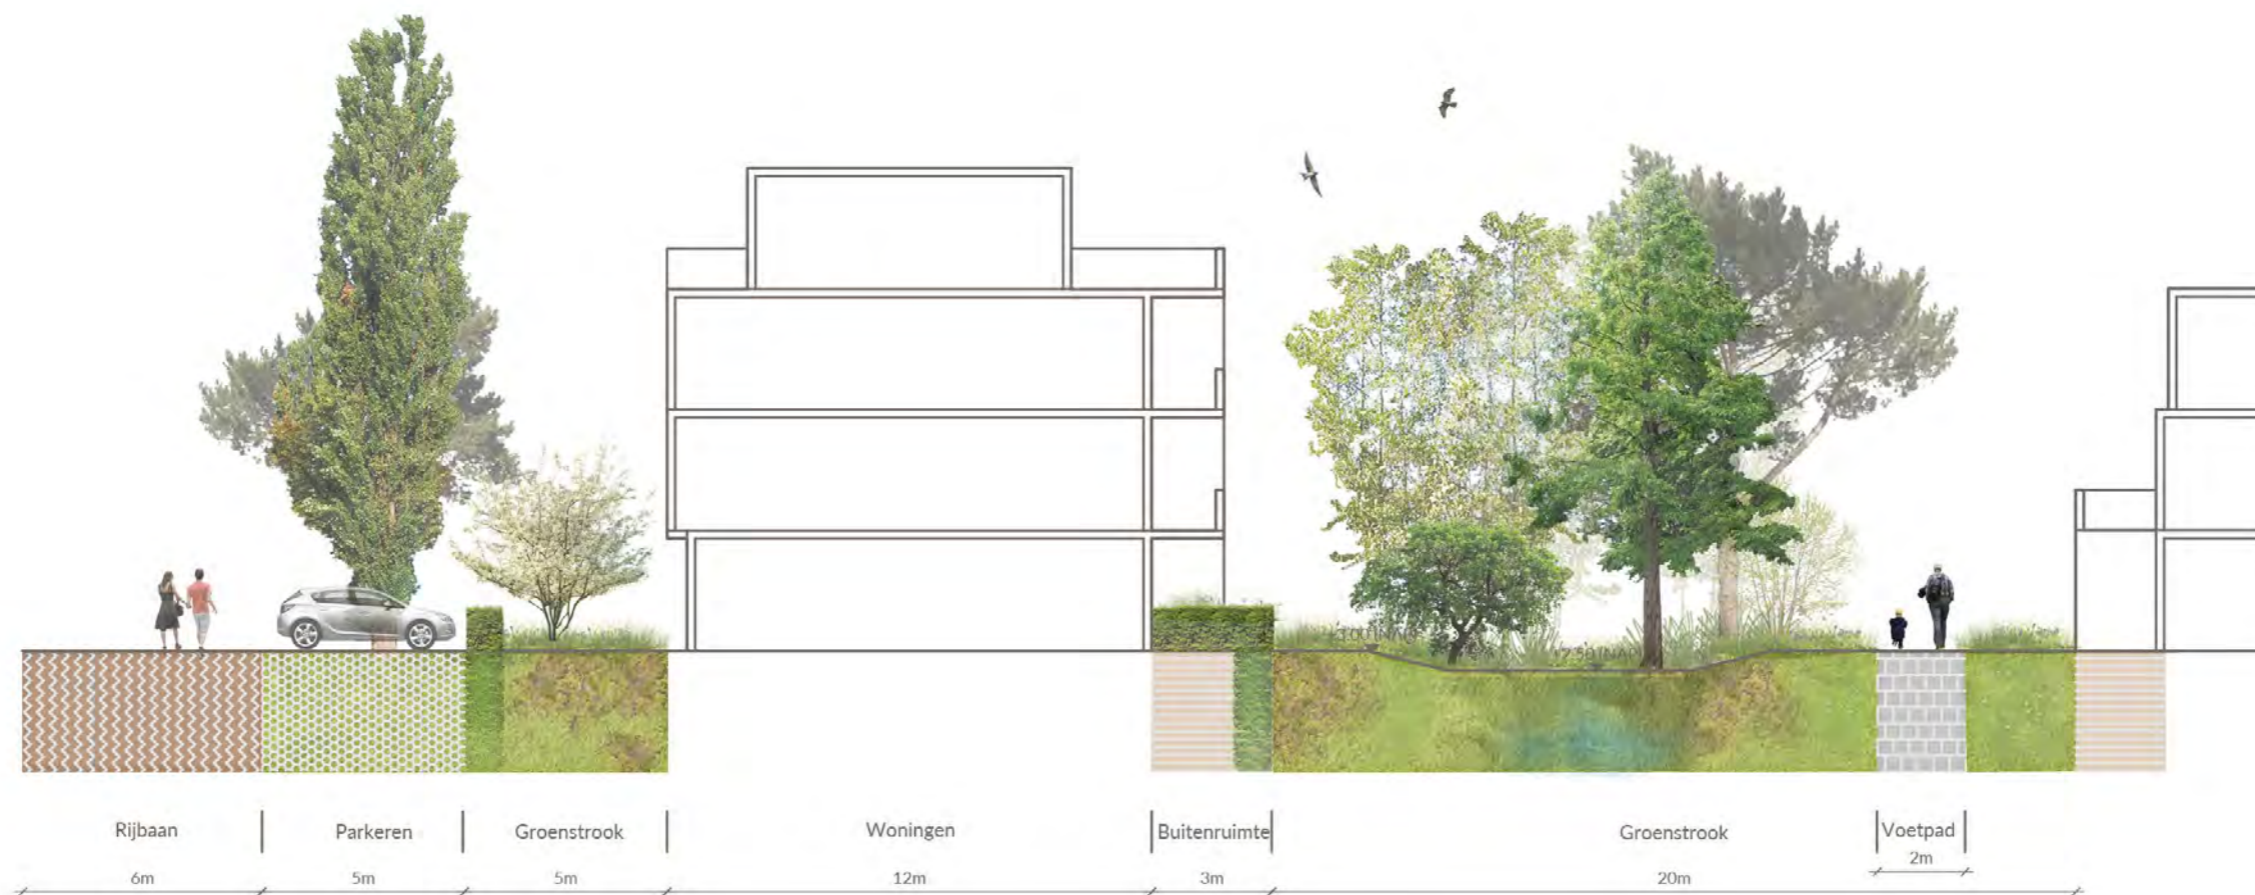 Rijbaan
Parkeren
Groenstrook
Woningen
Buitenruimte
Groenstrook
Voetpad
2m
6m
5m
5m
12m
3m
20m